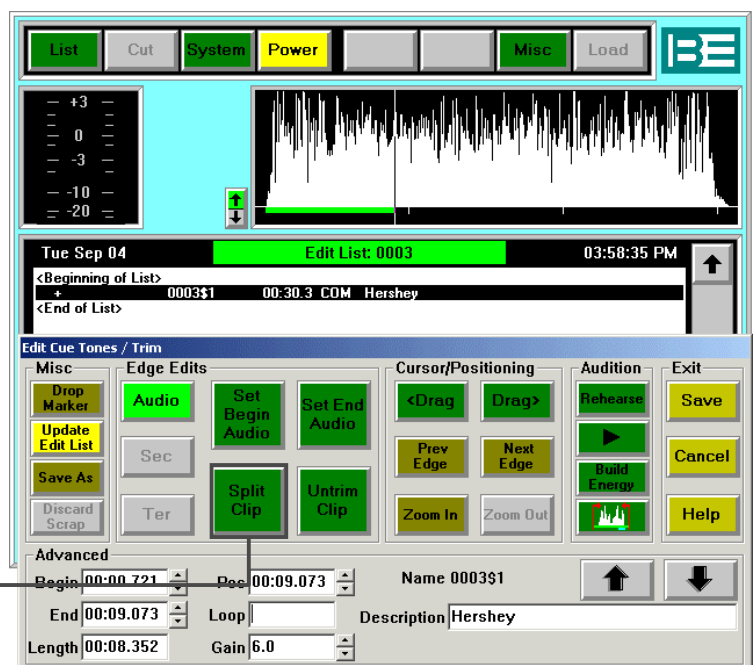 List Cut System Power Misc Load BE
+3
0
-3
-10
-20
Tue Sep 04 Edit List: 0003 03:58:35 PM
<Beginning of List>
+ 0003$1 00:30.3 COM Hershey
<End of List>
Edit Cue Tones / Trim
Misc Edge Edits Cursor/Positioning Audition Exit
Drop Marker
Audio
Set Begin Audio
Set End Audio
<Drag
Drag>
Rehearse
Save
Update Edit List
Sec
Prev Edge
Next Edge
Cancel
Save As
Split Clip
Untrim Clip
Build Energy
Discard Scrap
Ter
Zoom In
Zoom Out
Help
Advanced
Begin 00:00.721 Pos 00:09.073 Name 0003$1
End 00:09.073 Loop Description Hershey
Length 00:08.352 Gain 6.0